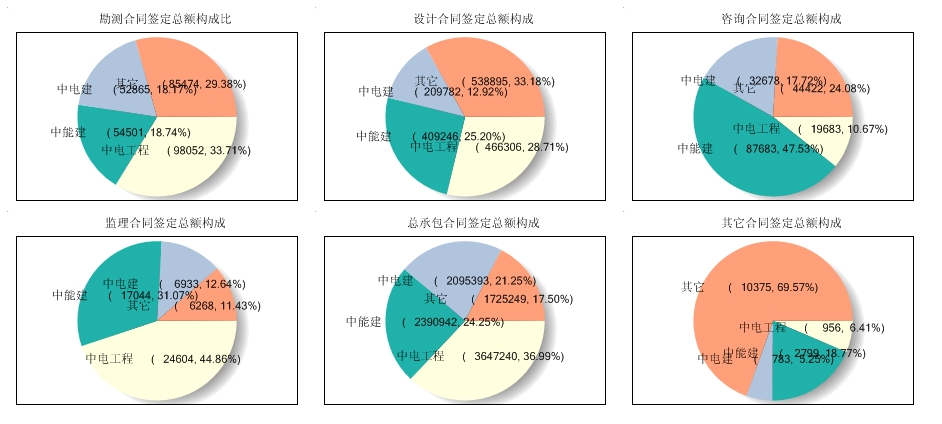 勘测合同签定总额构成比
其它 ( 85474, 29.38%)
中电建 ( 52865, 18.17%)
中能建 ( 54501, 18.74%)
中电工程 ( 98052, 33.71%)
设计合同签定总额构成
其它 ( 538895, 33.18%)
中电建 ( 209782, 12.92%)
中能建 ( 409246, 25.20%)
中电工程 ( 466306, 28.71%)
咨询合同签定总额构成
中电建 ( 32678, 17.72%)
其它 ( 44422, 24.08%)
中电工程 ( 19683, 10.67%)
中能建 ( 87683, 47.53%)
监理合同签定总额构成
中电建 ( 6933, 12.64%)
中能建 ( 17044, 31.07%)
其它 ( 6268, 11.43%)
中电工程 ( 24604, 44.86%)
总承包合同签定总额构成
中电建 ( 2095393, 21.25%)
其它 ( 1725249, 17.50%)
中能建 ( 2390942, 24.25%)
中电工程 ( 3647240, 36.99%)
其它合同签定总额构成
其它 ( 10375, 69.57%)
中电工程 ( 956, 6.41%)
中能建 ( 2799, 18.77%)
中电建 ( 783, 5.25%)